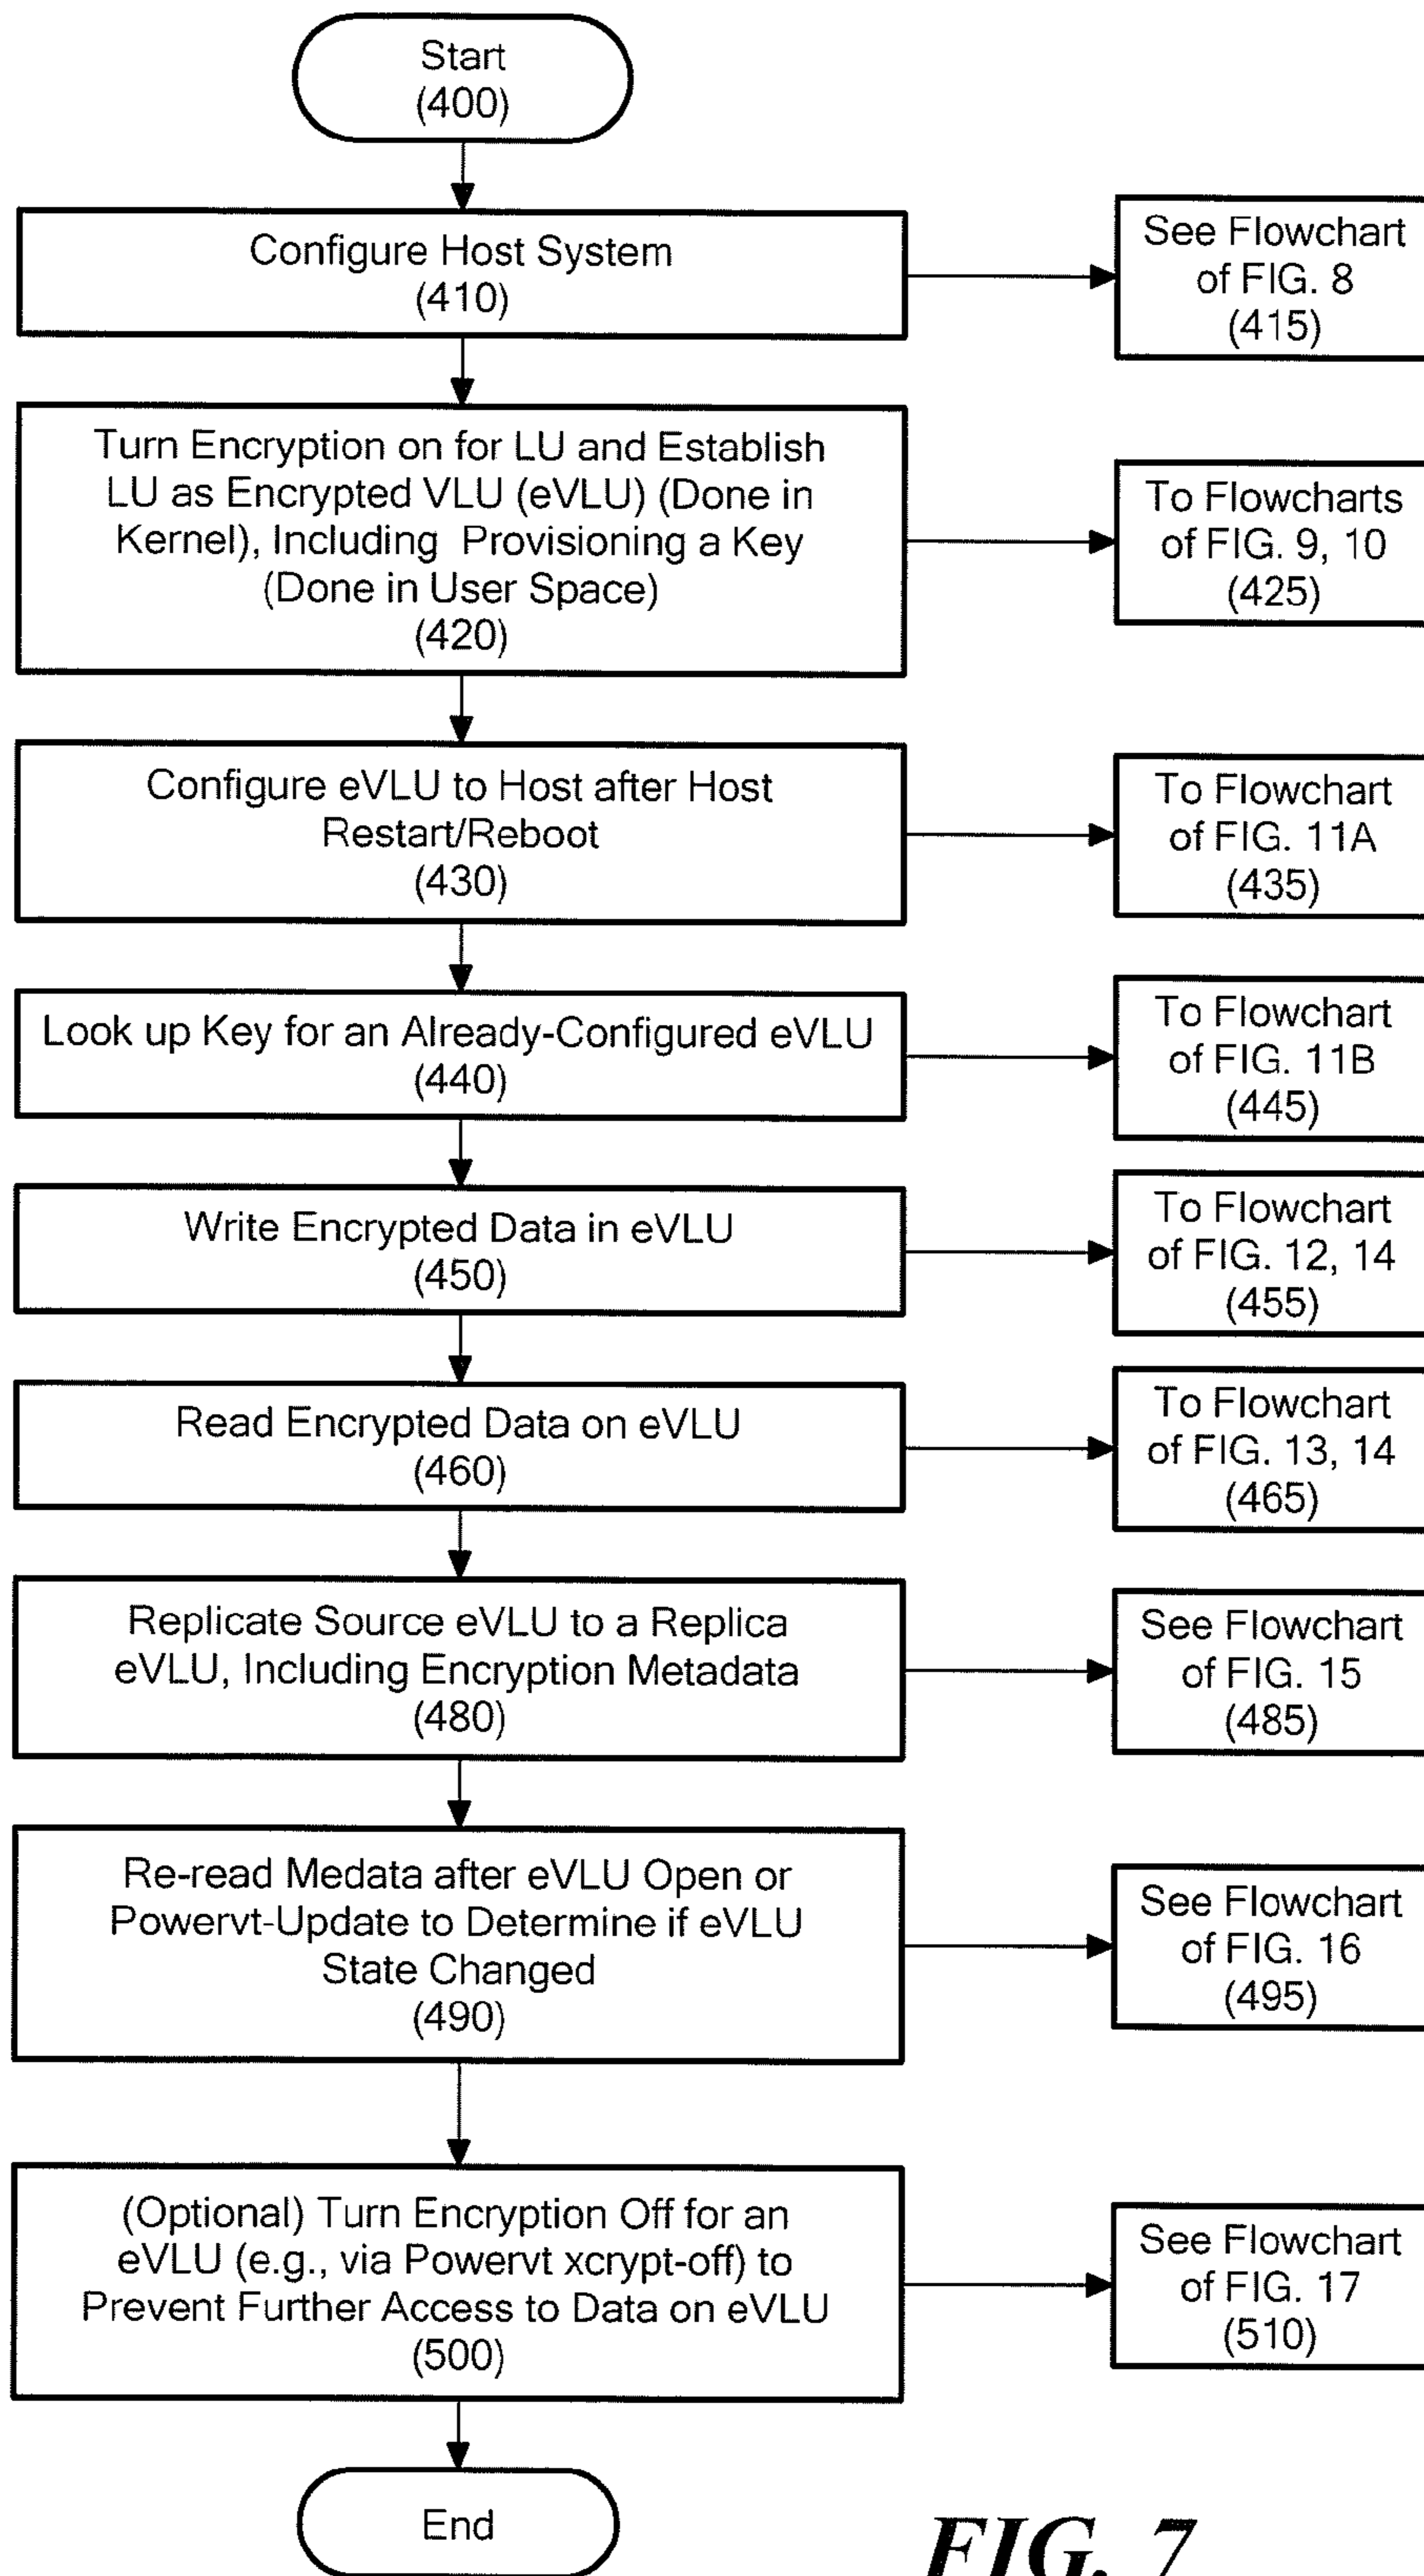 Start
(400)
Configure Host System
(410)
See Flowchart
of FIG. 8
(415)
Turn Encryption on for LU and Establish
LU as Encrypted VLU (eVLU) (Done in
Kernel), Including Provisioning a Key
(Done in User Space)
(420)
To Flowcharts
of FIG. 9, 10
(425)
Configure eVLU to Host after Host
Restart/Reboot
(430)
To Flowchart
of FIG. 11A
(435)
Look up Key for an Already-Configured eVLU
(440)
To Flowchart
of FIG. 11B
(445)
Write Encrypted Data in eVLU
(450)
To Flowchart
of FIG. 12, 14
(455)
Read Encrypted Data on eVLU
(460)
To Flowchart
of FIG. 13, 14
(465)
Replicate Source eVLU to a Replica
eVLU, Including Encryption Metadata
(480)
See Flowchart
of FIG. 15
(485)
Re-read Medata after eVLU Open or
Powervt-Update to Determine if eVLU
State Changed
(490)
See Flowchart
of FIG. 16
(495)
(Optional) Turn Encryption Off for an
eVLU (e.g., via Powervt xcrypt-off) to
Prevent Further Access to Data on eVLU
(500)
See Flowchart
of FIG. 17
(510)
End
FIG. 7